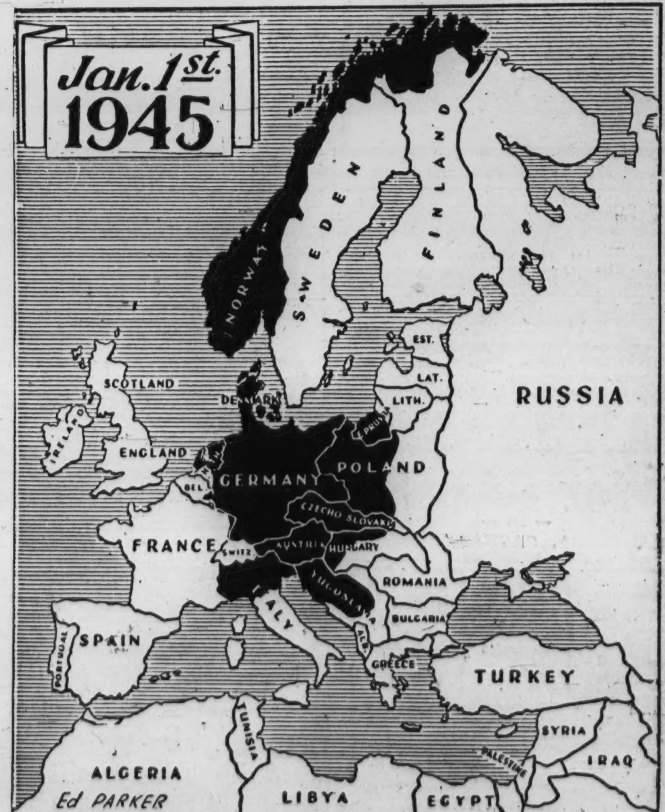 Jan. 1st.
1945
NORWAY
SWEDEN
FINLAND
EST.
LAT.
LITH.
RUSSIA
SCOTLAND
IRELAND
ENGLAND
DENMARK
E. PRUSSIA
GERMANY
POLAND
BEL.
CZECHO-SLOVAKIA
FRANCE
SWITZ.
AUSTRIA
HUNGARY
ROMANIA
YUGOSLAVIA
ITALY
BULGARIA
ALB.
GREECE
PORTUGAL
SPAIN
TURKEY
TUNISIA
SYRIA
PALESTINE
IRAQ
ALGERIA
LIBYA
EGYPT
Ed PARKER